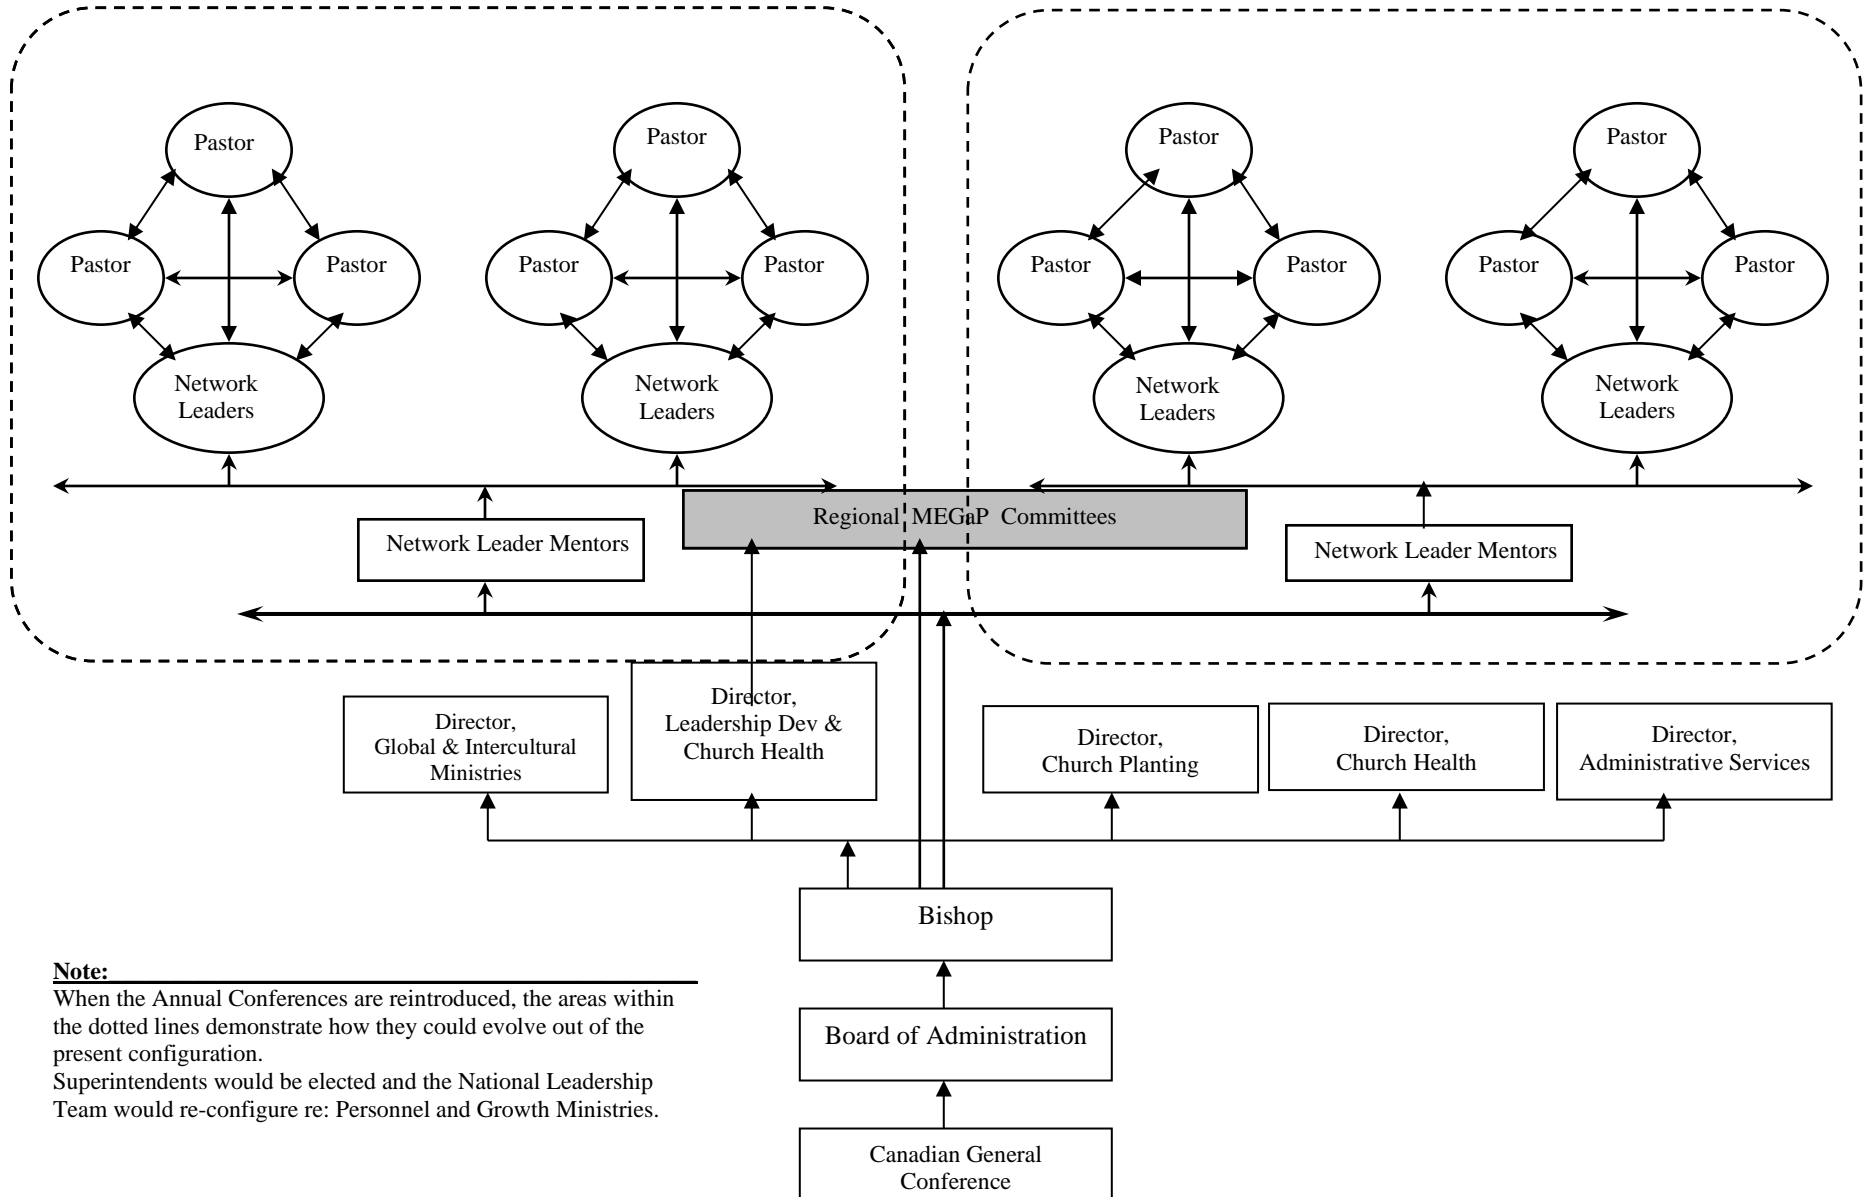 Pastor
Pastor
Pastor
Pastor
Pastor
Pastor
Pastor
Pastor
Pastor
Pastor
Pastor
Pastor
Network
Leaders
Network
Leaders
Network
Leaders
Network
Leaders
Regional MEGaP Committees
Network Leader Mentors
Network Leader Mentors
Director,
Global & Intercultural
Ministries
Director,
Leadership Dev &
Church Health
Director,
Church Planting
Director,
Church Health
Director,
Administrative Services
Bishop
Board of Administration
Canadian General
Conference
Note:
When the Annual Conferences are reintroduced, the areas within
the dotted lines demonstrate how they could evolve out of the
present configuration.
Superintendents would be elected and the National Leadership
Team would re-configure re: Personnel and Growth Ministries.